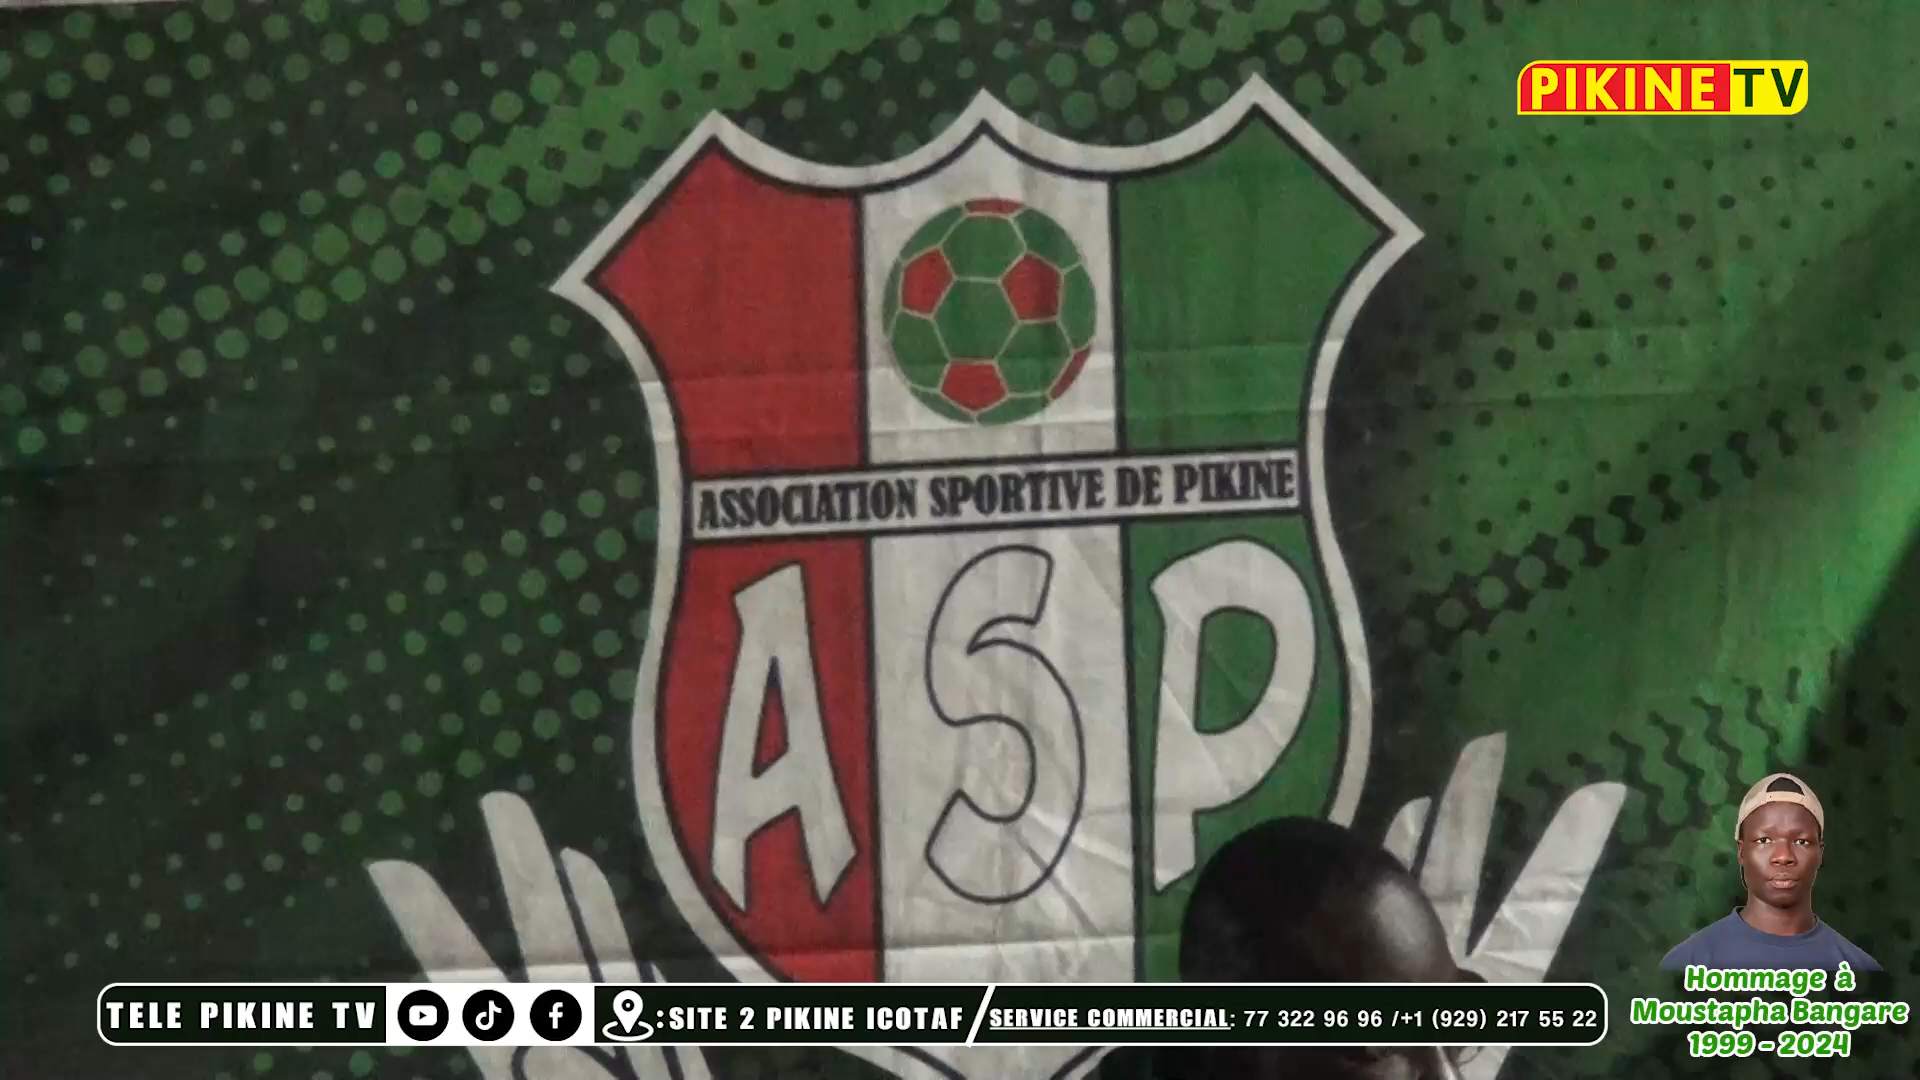 PIKINE TV
ASSOCIATION SPORTIVE DE PIKINE
ASP
TELE PIKINE TV
:SITE 2 PIKINE ICOTAF
SERVICE COMMERCIAL: 77 322 96 96 /+1 (929) 217 55 22
Hommage à
Moustapha Bangare
1999 - 2024